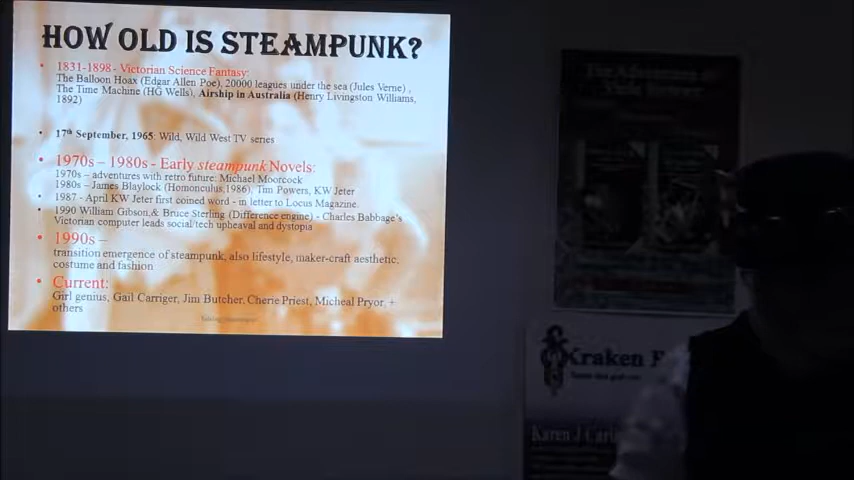 HOW OLD IS STEAMPUNK?
• 1831-1898 - Victorian Science Fantasy:
The Balloon Hoax (Edgar Allen Poe), 20000 leagues under the sea (Jules Verne) ,
The Time Machine (HG Wells), Airship in Australia (Henry Livingston Williams,
1892)
• 17th September, 1965: Wild, Wild West TV series
• 1970s – 1980s - Early steampunk Novels:
1970s – adventures with retro future: Michael Moorcock
1980s – James Blaylock (Homonculus,1986), Tim Powers, KW Jeter
• 1987 - April KW Jeter first coined word - in letter to Locus Magazine.
• 1990 William Gibson,& Bruce Sterling (Difference engine) - Charles Babbage's
Victorian computer leads social/tech upheaval and dystopia
• 1990s –
transition emergence of steampunk, also lifestyle, maker-craft aesthetic,
costume and fashion
• Current:
Girl genius, Gail Carriger, Jim Butcher, Cherie Priest, Micheal Pryor, +
others
Kraken
Karen J